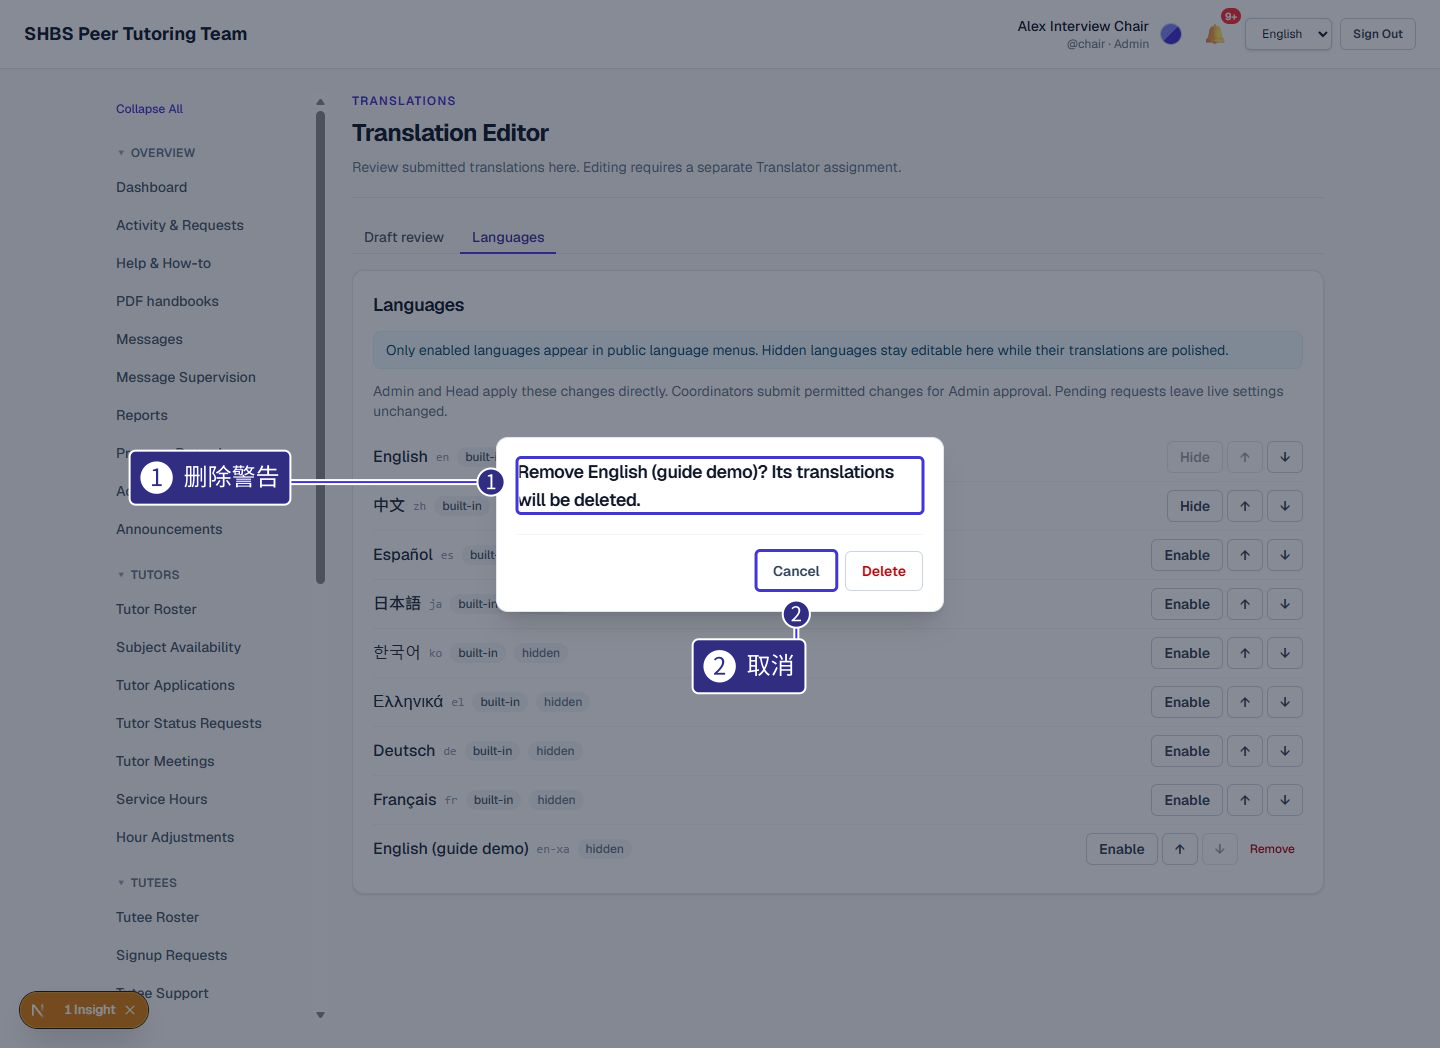 SHBS Peer Tutoring Team
Alex Interview Chair
@chair · Admin
9+
English
Sign Out
Collapse All
OVERVIEW
Dashboard
Activity & Requests
Help & How-to
PDF handbooks
Messages
Message Supervision
Reports
Announcements
TUTORS
Tutor Roster
Subject Availability
Tutor Applications
Tutor Status Requests
Tutor Meetings
Service Hours
Hour Adjustments
TUTEES
Tutee Roster
Signup Requests
Tutee Support
1 Insight
TRANSLATIONS
Translation Editor
Review submitted translations here. Editing requires a separate Translator assignment.
Draft review Languages
Languages
Only enabled languages appear in public language menus. Hidden languages stay editable here while their translations are polished.
Admin and Head apply these changes directly. Coordinators submit permitted changes for Admin approval. Pending requests leave live settings
unchanged.
English en Hide ↑ ↓
中文 zh built-in Hide ↑ ↓
Español es Enable ↑ ↓
日本語 ja Enable ↑ ↓
한국어 ko built-in hidden Enable ↑ ↓
Ελληνικά el built-in hidden Enable ↑ ↓
Deutsch de built-in hidden Enable ↑ ↓
Français fr built-in hidden Enable ↑ ↓
English (guide demo) en-xa hidden Enable ↑ ↓ Remove
1 删除警告
1
Remove English (guide demo)? Its translations
will be deleted.
Cancel Delete
2
2 取消